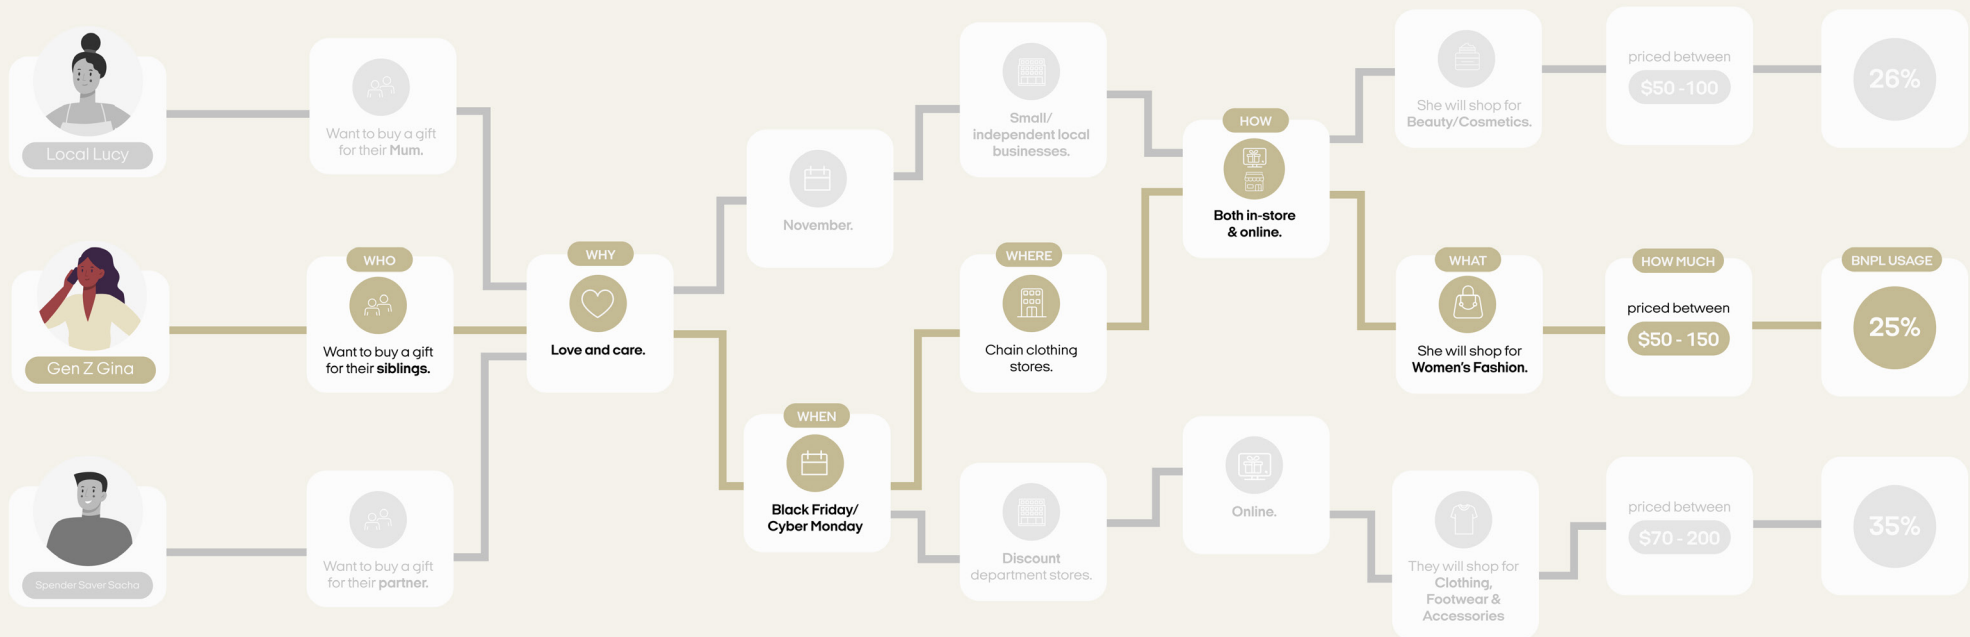 Local Lucy
Want to buy a gift
for their Mum.
November.
Small/
independent local
businesses.
HOW
Both in-store
& online.
She will shop for
Beauty/Cosmetics.
priced between
$50 - 100
26%
Gen Z Gina
WHO
Want to buy a gift
for their siblings.
WHY
Love and care.
WHEN
Black Friday/
Cyber Monday
WHERE
Chain clothing
stores.
WHAT
She will shop for
Women's Fashion.
HOW MUCH
priced between
$50 - 150
BNPL USAGE
25%
Spender Saver Sacha
Want to buy a gift
for their partner.
Discount
department stores.
Online.
They will shop for
Clothing,
Footwear &
Accessories
priced between
$70 - 200
35%